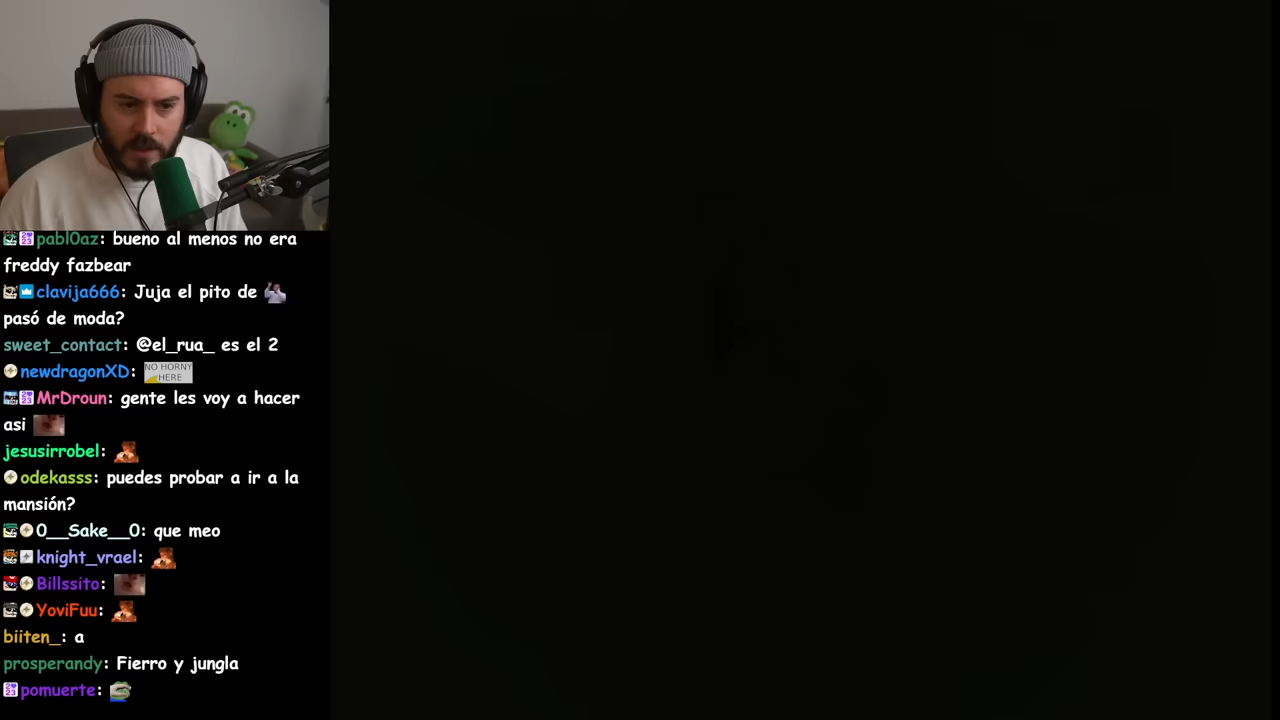 pabl0az: bueno al menos no era
freddy fazbear
clavija666: Juja el pito de
pasó de moda?
sweet_contact: @el_rua_ es el 2
newdragonXD: NO HORNY
HERE
MrDroun: gente les voy a hacer
asi
jesusirrobel:
odekasss: puedes probar a ir a la
mansión?
0__Sake__0: que meo
knight_vrael:
Billssito:
YoviFuu:
biiten_: a
prosperandy: Fierro y jungla
pomuerte: